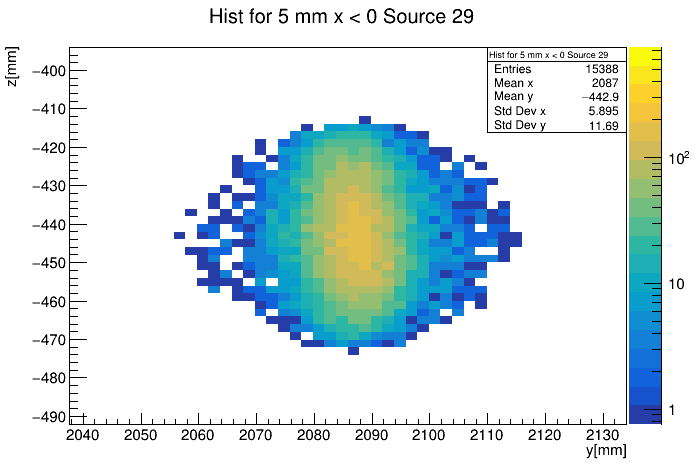 Hist for 5 mm x < 0 Source 29
Hist for 5 mm x < 0 Source 29
Entries 15388
Mean x 2087
Mean y −442.9
Std Dev x 5.895
Std Dev y 11.69
z[mm]
−400
−410
−420
−430
−440
−450
−460
−470
−480
−490
2040 2050 2060 2070 2080 2090 2100 2110 2120 2130
y[mm]
10²
10
1